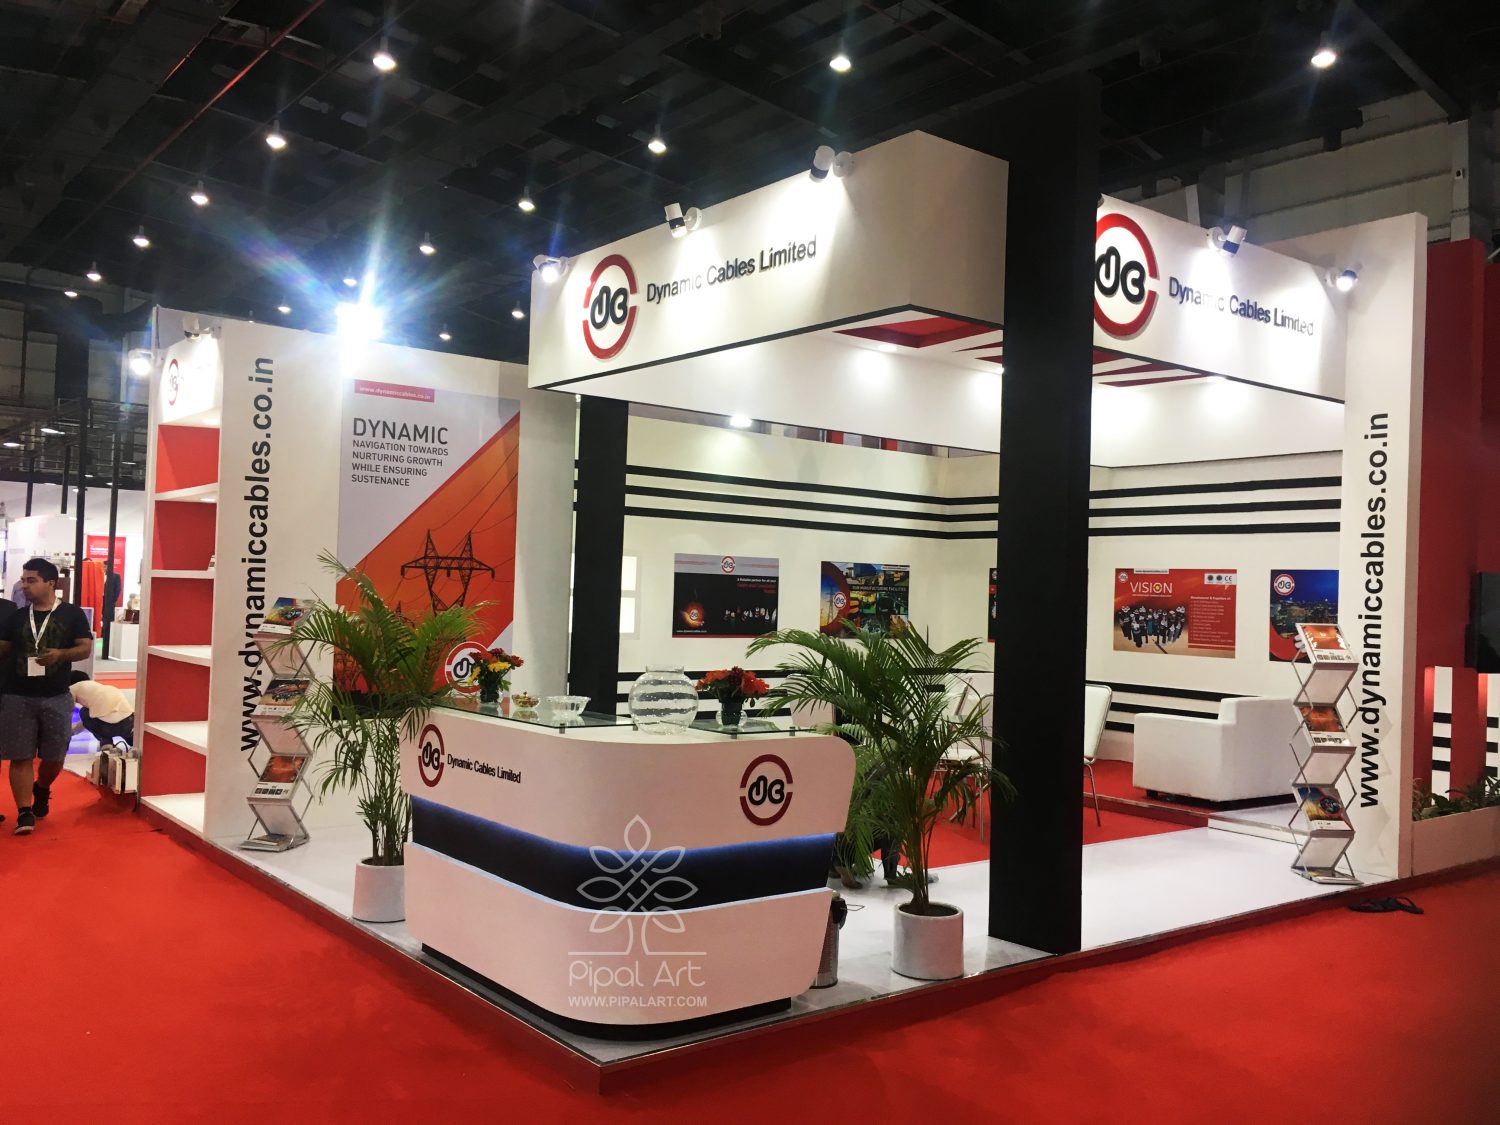 Dynamic Cables Limited
Dynamic Cables Limited
www.dynamiccables.co.in
www.dynamiccables.co.in
DYNAMIC
NAVIGATION TOWARDS
NURTURING GROWTH
WHILE ENSURING
SUSTENANCE
www.dynamiccables.co.in
VISION
Dynamic Cables Limited
Pipal Art
WWW.PIPALART.COM